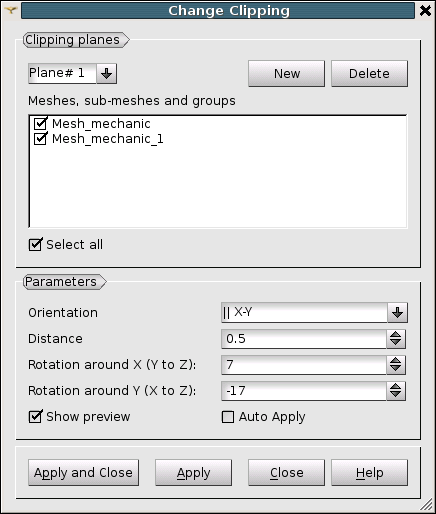 Change Clipping
Clipping planes
Plane# 1
New
Delete
Meshes, sub-meshes and groups
Mesh_mechanic
Mesh_mechanic_1
Select all
Parameters
Orientation
|| X-Y
Distance
0.5
Rotation around X (Y to Z):
7
Rotation around Y (X to Z):
-17
Show preview
Auto Apply
Apply and Close
Apply
Close
Help